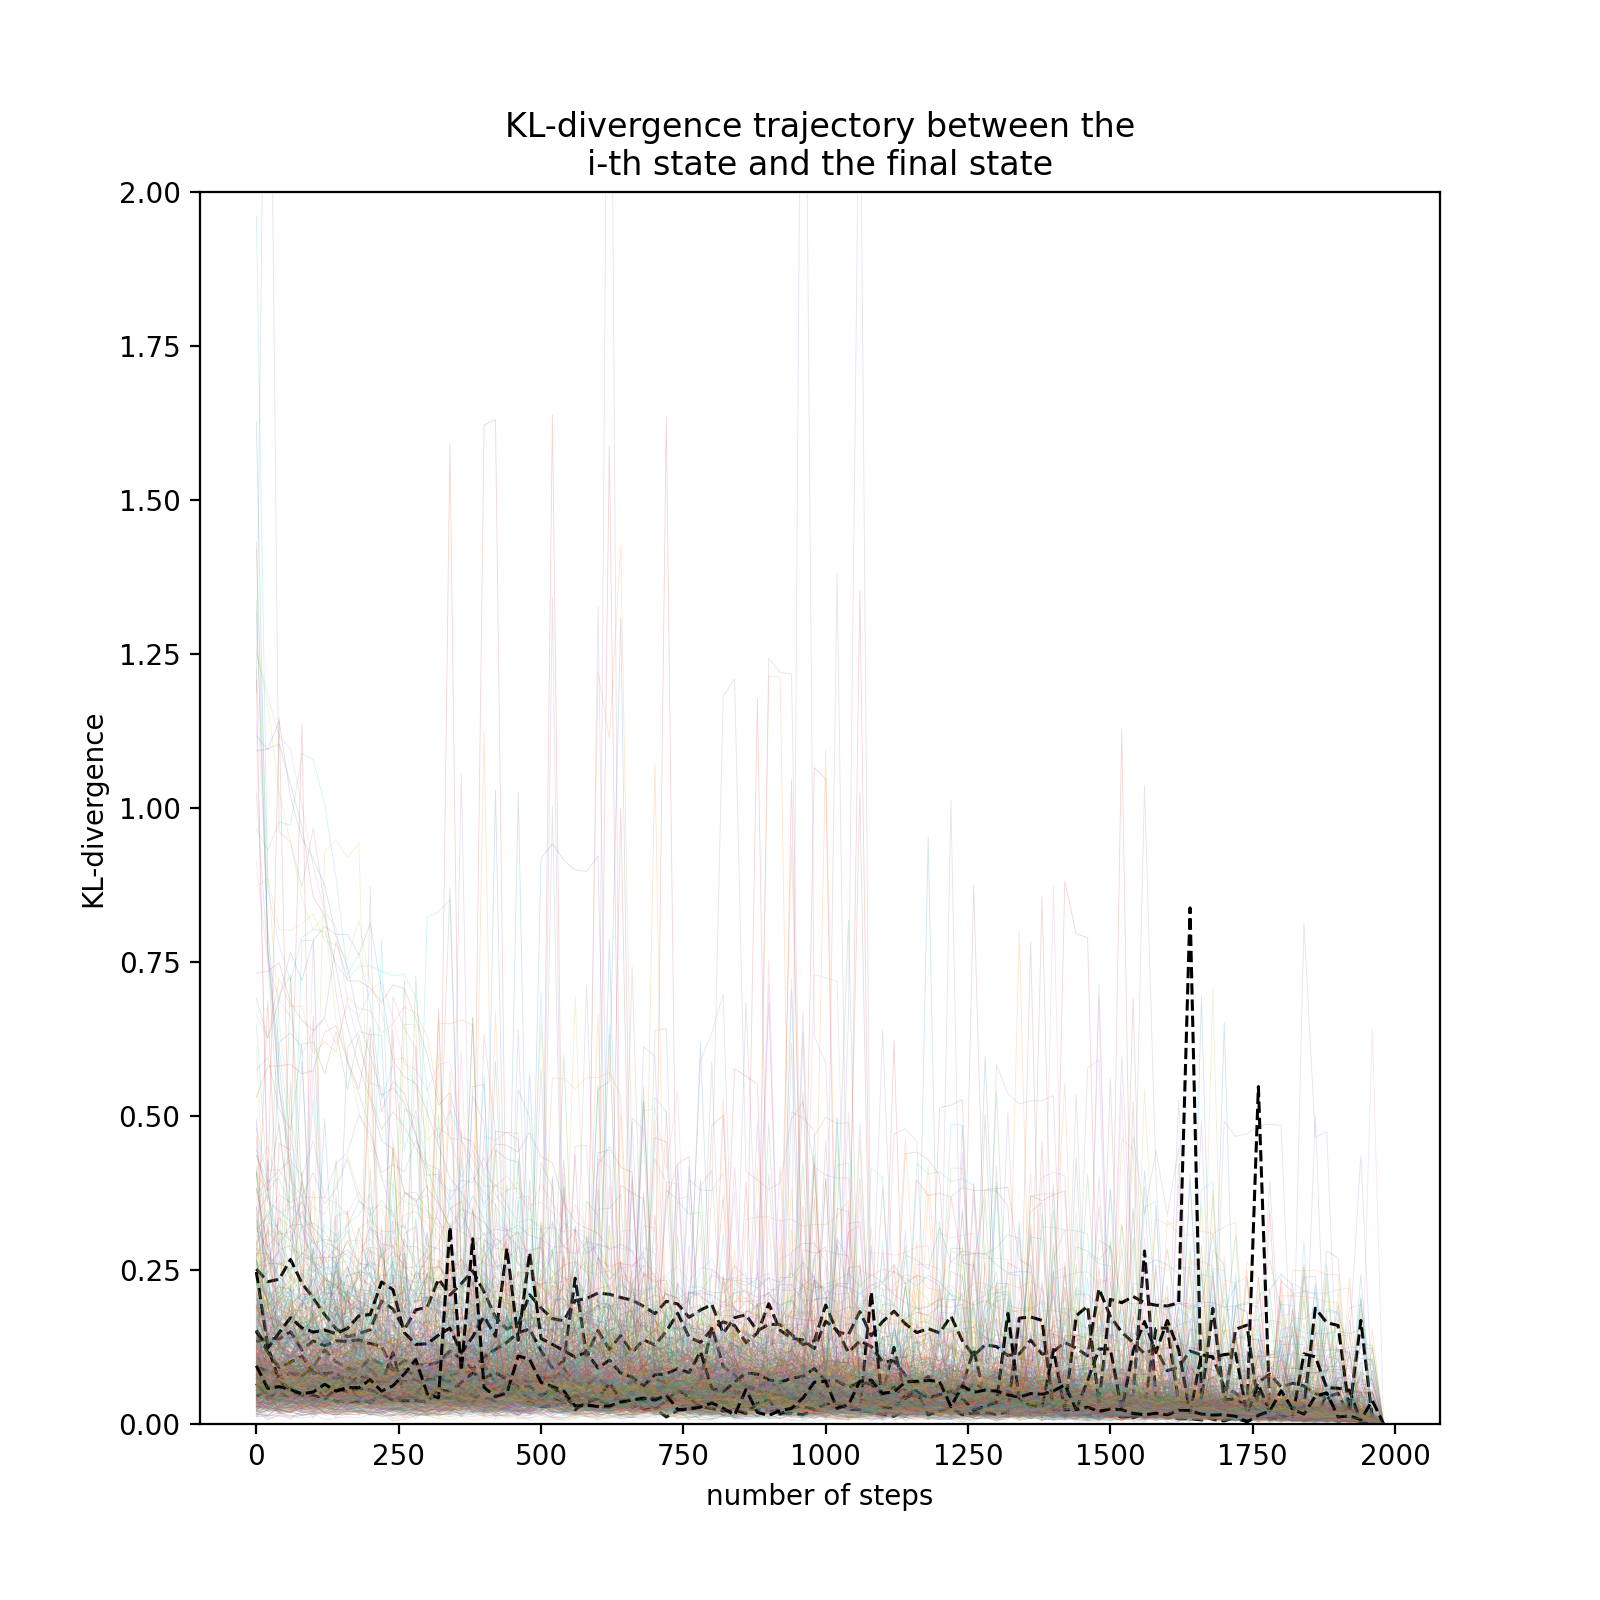 KL-divergence trajectory between the
i-th state and the final state
2.00
1.75
1.50
1.25
1.00
0.75
0.50
0.25
0.00
KL-divergence
0 250 500 750 1000 1250 1500 1750 2000
number of steps